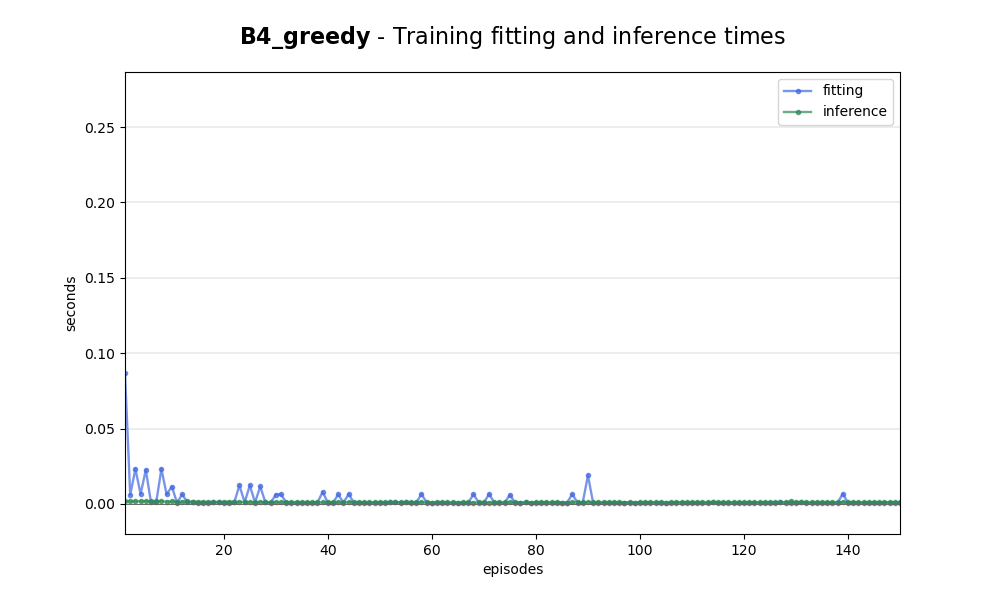 B4_greedy - Training fitting and inference times
fitting
inference
0.25
0.20
0.15
0.10
0.05
0.00
seconds
20 40 60 80 100 120 140
episodes